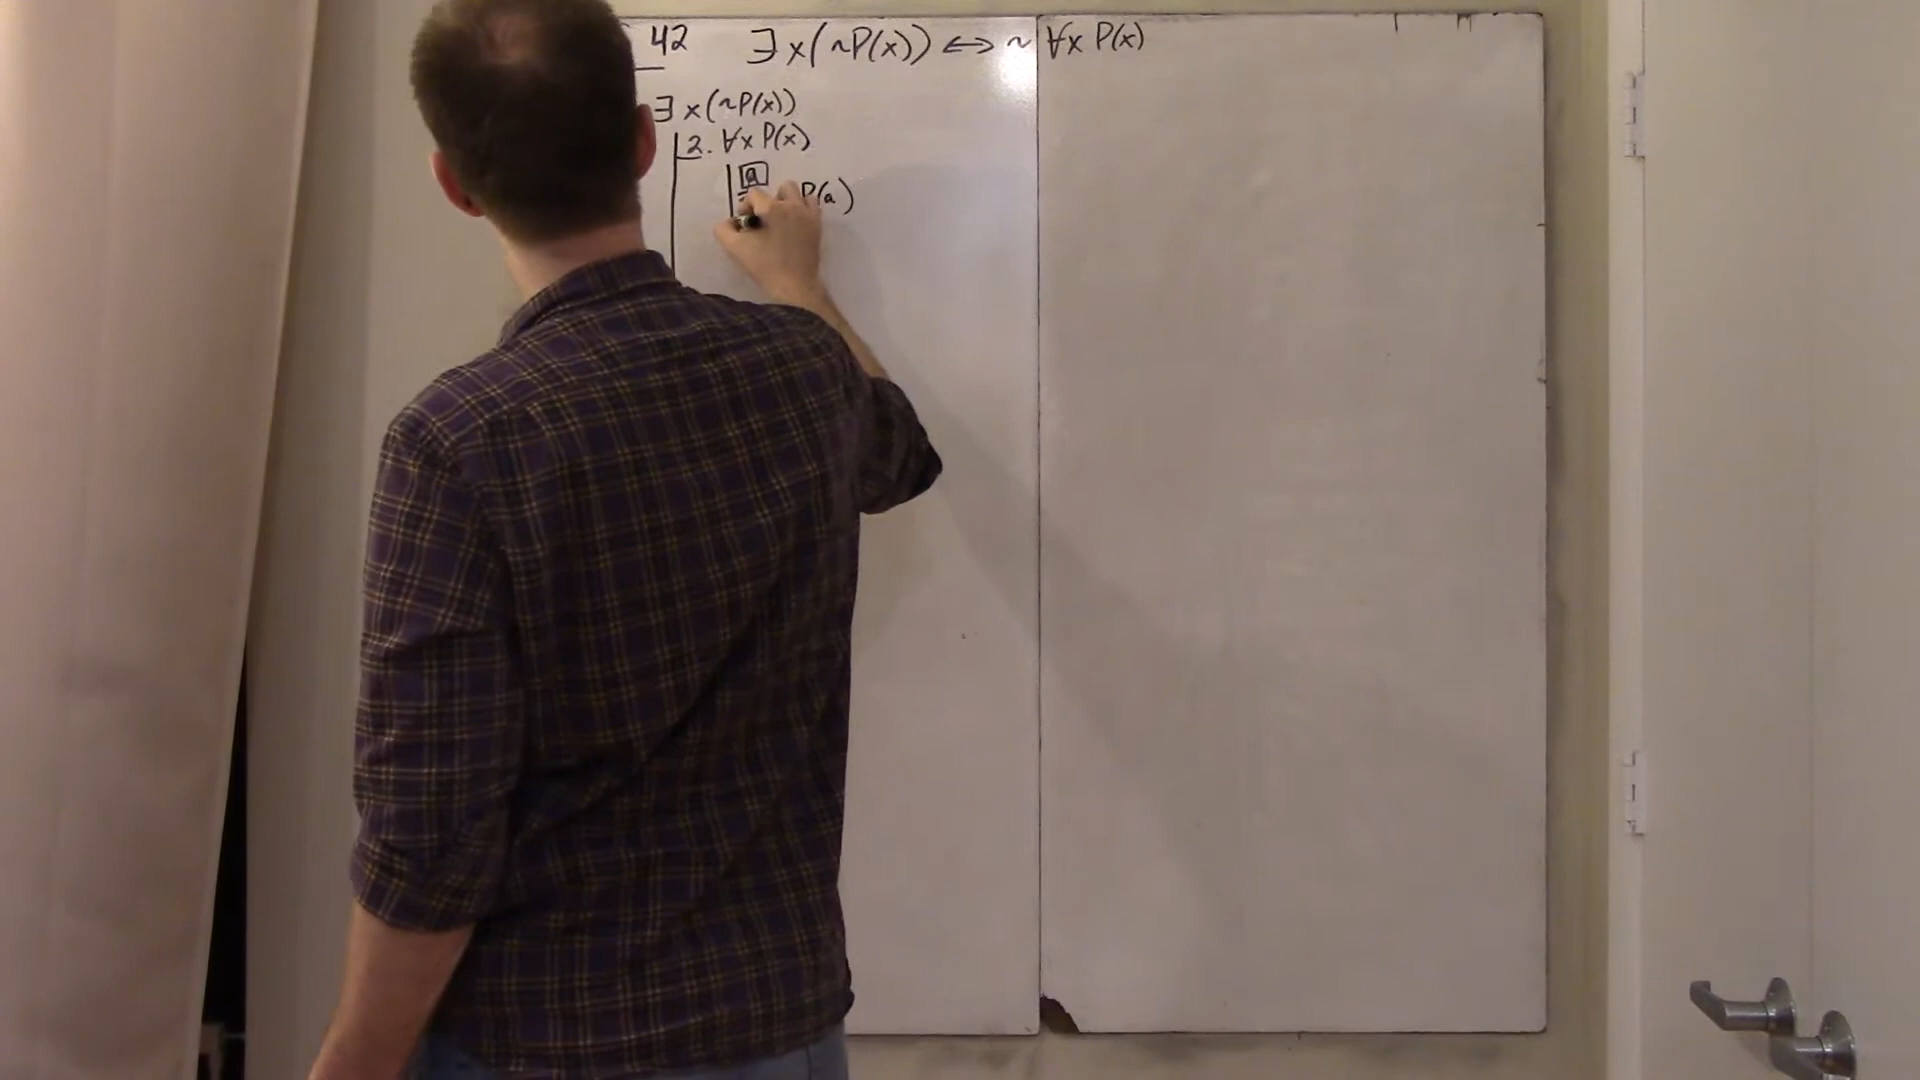 42 ∃x(~P(x)) ↔ ~∀x P(x)
∃x(~P(x))
2. ∀x P(x)
a
P(a)